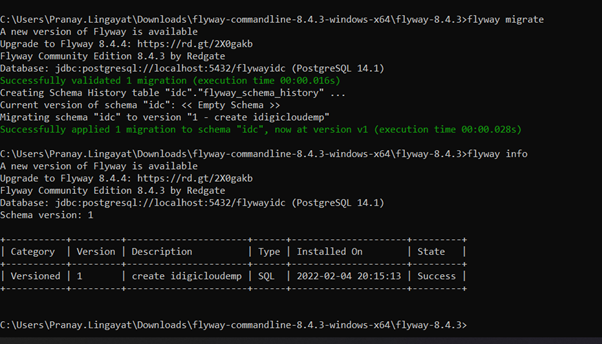 C:\Users\Pranay.Lingayat\Downloads\flyway-commandline-8.4.3-windows-x64\flyway-8.4.3>flyway migrate
A new version of Flyway is available
Upgrade to Flyway 8.4.4: https://rd.gt/2X0gakb
Flyway Community Edition 8.4.3 by Redgate
Database: jdbc:postgresql://localhost:5432/flywayidc (PostgreSQL 14.1)
Successfully validated 1 migration (execution time 00:00.016s)
Creating Schema History table "idc"."flyway_schema_history" ...
Current version of schema "idc": << Empty Schema >>
Migrating schema "idc" to version "1 - create idigicloudemp"
Successfully applied 1 migration to schema "idc", now at version v1 (execution time 00:00.028s)
C:\Users\Pranay.Lingayat\Downloads\flyway-commandline-8.4.3-windows-x64\flyway-8.4.3>flyway info
A new version of Flyway is available
Upgrade to Flyway 8.4.4: https://rd.gt/2X0gakb
Flyway Community Edition 8.4.3 by Redgate
Database: jdbc:postgresql://localhost:5432/flywayidc (PostgreSQL 14.1)
Schema version: 1
+-----------+---------+----------------------+------+---------------------+---------+
| Category | Version | Description | Type | Installed On | State |
+-----------+---------+----------------------+------+---------------------+---------+
| Versioned | 1 | create idigicloudemp | SQL | 2022-02-04 20:15:13 | Success |
+-----------+---------+----------------------+------+---------------------+---------+
C:\Users\Pranay.Lingayat\Downloads\flyway-commandline-8.4.3-windows-x64\flyway-8.4.3>